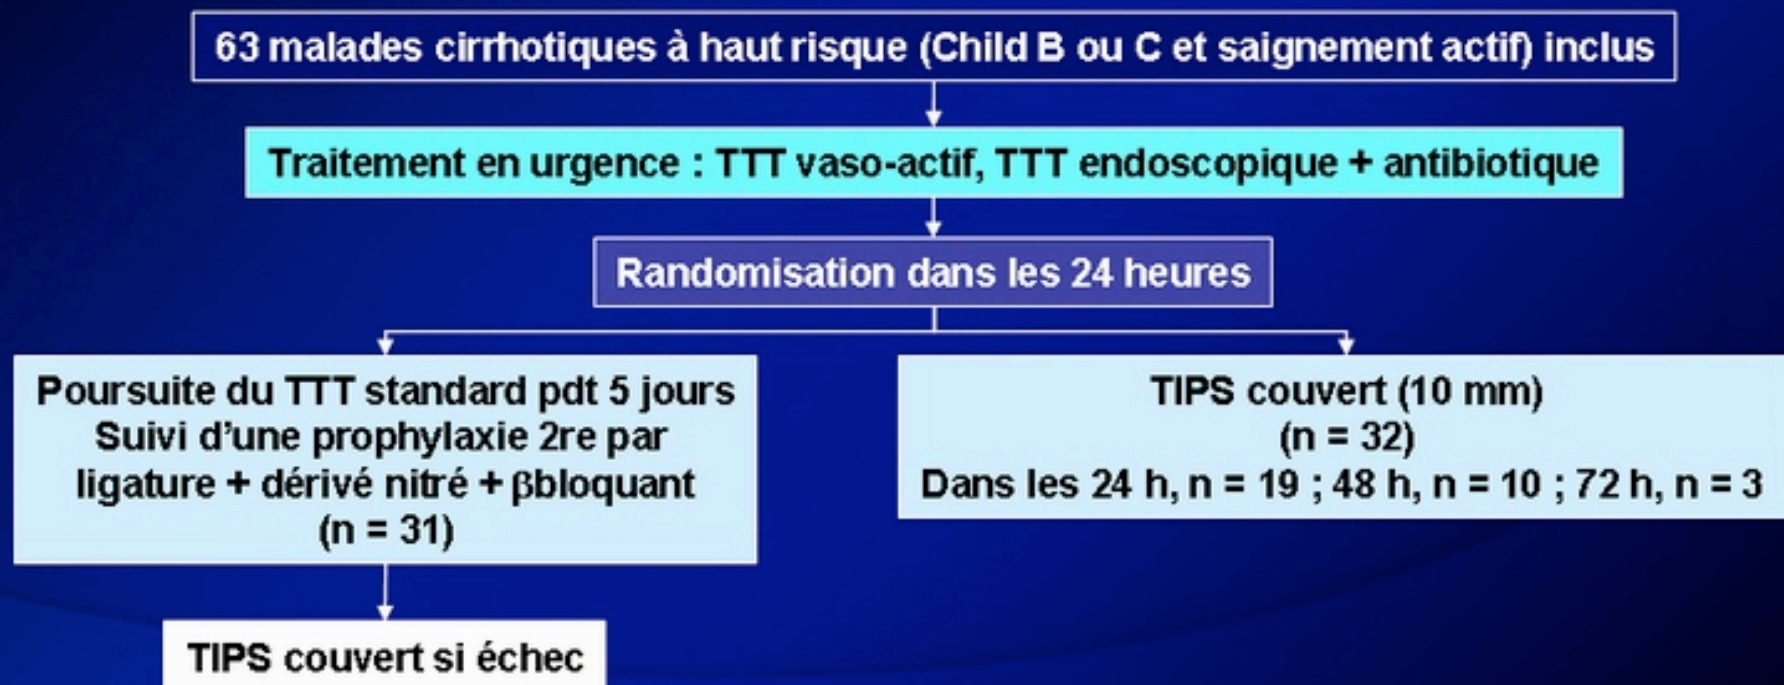 63 malades cirrhotiques à haut risque (Child B ou C et saignement actif) inclus
Traitement en urgence : TTT vaso-actif, TTT endoscopique + antibiotique
Randomisation dans les 24 heures
Poursuite du TTT standard pdt 5 jours
Suivi d'une prophylaxie 2re par
ligature + dérivé nitré + βbloquant
(n = 31)
TIPS couvert (10 mm)
(n = 32)
Dans les 24 h, n = 19 ; 48 h, n = 10 ; 72 h, n = 3
TIPS couvert si échec